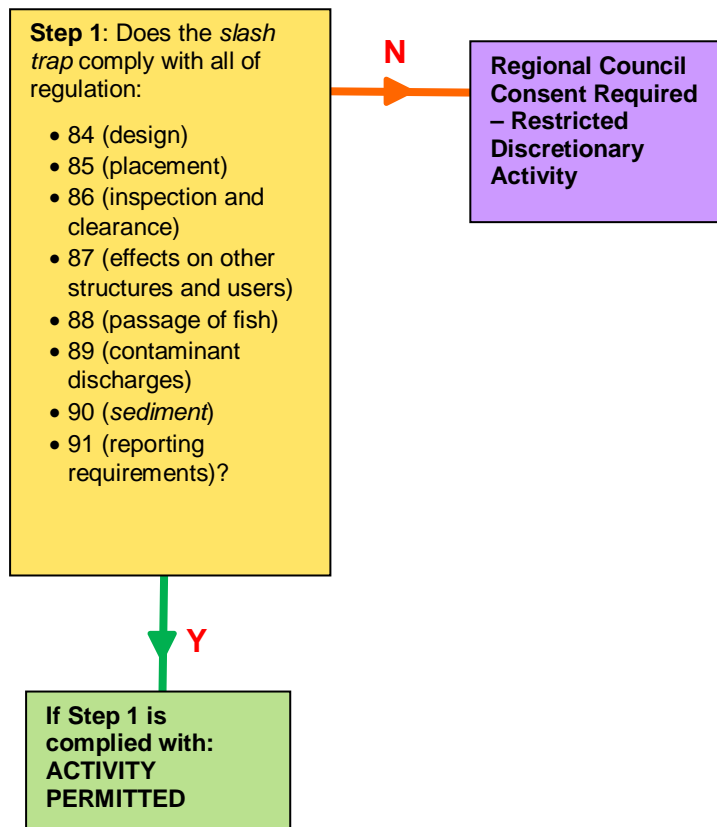 Step 1: Does the slash
trap comply with all of
regulation:
• 84 (design)
• 85 (placement)
• 86 (inspection and
clearance)
• 87 (effects on other
structures and users)
• 88 (passage of fish)
• 89 (contaminant
discharges)
• 90 (sediment)
• 91 (reporting
requirements)?
N
Regional Council
Consent Required
– Restricted
Discretionary
Activity
Y
If Step 1 is
complied with:
ACTIVITY
PERMITTED